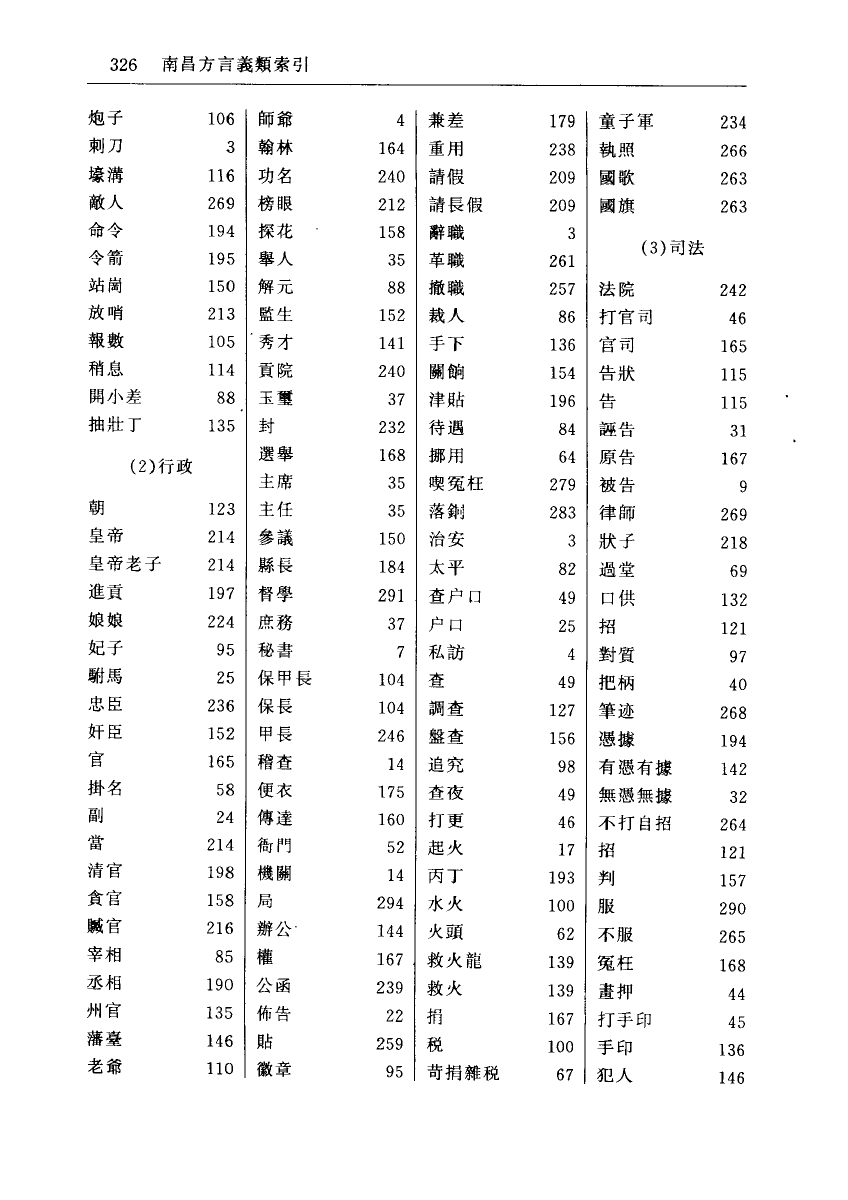 326 南昌方言義類索引
炮子 106
刺刀 3
壕溝 116
敵人 269
命令 194
令箭 195
站崗 150
放哨 213
報數 105
稍息 114
開小差 88
抽壯丁 135
(2)行政
朝 123
皇帝 214
皇帝老子 214
進貢 197
娘娘 224
妃子 95
駙馬 25
忠臣 236
奸臣 152
官 165
掛名 58
副 24
當 214
清官 198
貪官 158
贓官 216
宰相 85
丞相 190
州官 135
藩臺 146
老爺 110
師爺 4
翰林 164
功名 240
榜眼 212
探花 158
舉人 35
解元 88
監生 152
秀才 141
貢院 240
玉璽 37
封 232
選舉 168
主席 35
主任 35
參議 150
縣長 184
督學 291
庶務 37
秘書 7
保甲長 104
保長 104
甲長 246
稽查 14
便衣 175
傳達 160
衙門 52
機關 14
局 294
辦公 144
權 167
公函 239
佈告 22
貼 259
徽章 95
兼差 179
重用 238
請假 209
請長假 209
辭職 3
革職 261
撤職 257
裁人 86
手下 136
關餉 154
津貼 196
待遇 84
挪用 64
喫冤枉 279
落銅 283
治安 3
太平 82
查户口 49
户口 25
私訪 4
查 49
調查 127
盤查 156
追究 98
查夜 49
打更 46
起火 17
丙丁 193
水火 100
火頭 62
救火龍 139
救火 139
捐 167
税 100
苛捐雜税 67
童子軍 234
執照 266
國歌 263
國旗 263
(3)司法
法院 242
打官司 46
官司 165
告狀 115
告 115
誣告 31
原告 167
被告 9
律師 269
狀子 218
過堂 69
口供 132
招 121
對質 97
把柄 40
筆迹 268
憑據 194
有憑有據 142
無憑無據 32
不打自招 264
招 121
判 157
服 290
不服 265
冤枉 168
畫押 44
打手印 45
手印 136
犯人 146